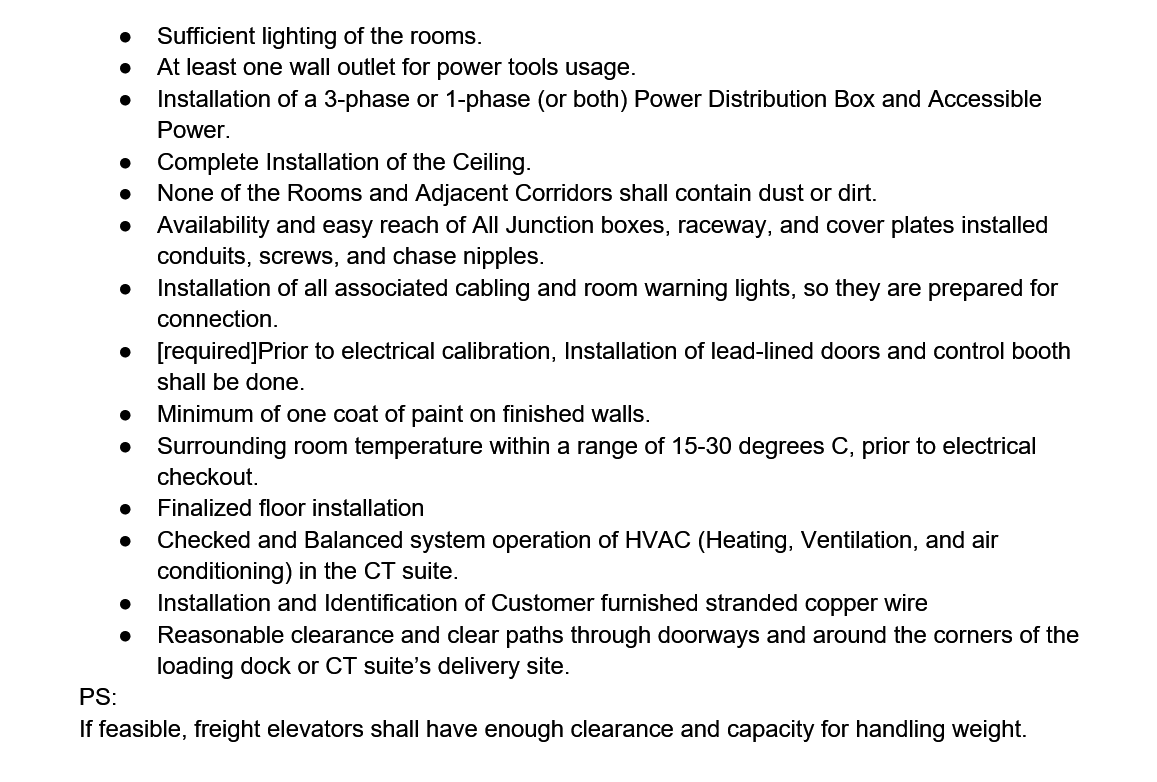 ● Sufficient lighting of the rooms.
● At least one wall outlet for power tools usage.
● Installation of a 3-phase or 1-phase (or both) Power Distribution Box and Accessible
Power.
● Complete Installation of the Ceiling.
● None of the Rooms and Adjacent Corridors shall contain dust or dirt.
● Availability and easy reach of All Junction boxes, raceway, and cover plates installed
conduits, screws, and chase nipples.
● Installation of all associated cabling and room warning lights, so they are prepared for
connection.
● [required]Prior to electrical calibration, Installation of lead-lined doors and control booth
shall be done.
● Minimum of one coat of paint on finished walls.
● Surrounding room temperature within a range of 15-30 degrees C, prior to electrical
checkout.
● Finalized floor installation
● Checked and Balanced system operation of HVAC (Heating, Ventilation, and air
conditioning) in the CT suite.
● Installation and Identification of Customer furnished stranded copper wire
● Reasonable clearance and clear paths through doorways and around the corners of the
loading dock or CT suite’s delivery site.
PS:
If feasible, freight elevators shall have enough clearance and capacity for handling weight.